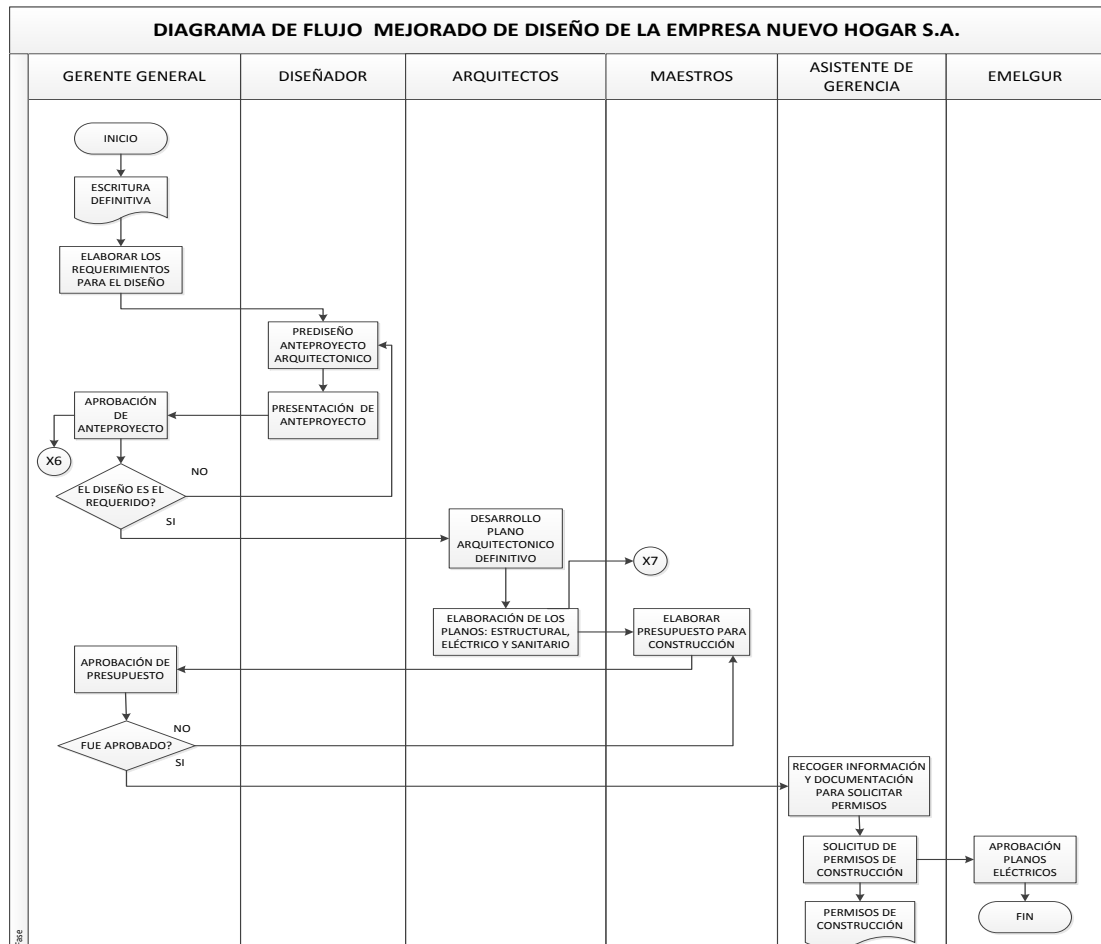 DIAGRAMA DE FLUJO MEJORADO DE DISEÑO DE LA EMPRESA NUEVO HOGAR S.A.
GERENTE GENERAL
DISEÑADOR
ARQUITECTOS
MAESTROS
ASISTENTE DE
GERENCIA
EMELGUR
INICIO
ESCRITURA
DEFINITIVA
ELABORAR LOS
REQUERIMIENTOS
PARA EL DISEÑO
PREDISEÑO
ANTEPROYECTO
ARQUITECTONICO
PRESENTACIÓN DE
ANTEPROYECTO
APROBACIÓN
DE
ANTEPROYECTO
X6
EL DISEÑO ES EL
REQUERIDO?
NO
SI
DESARROLLO
PLANO
ARQUITECTONICO
DEFINITIVO
X7
ELABORACIÓN DE LOS
PLANOS: ESTRUCTURAL,
ELÉCTRICO Y SANITARIO
ELABORAR
PRESUPUESTO PARA
CONSTRUCCIÓN
APROBACIÓN DE
PRESUPUESTO
FUE APROBADO?
NO
SI
RECOGER INFORMACIÓN
Y DOCUMENTACIÓN
PARA SOLICITAR
PERMISOS
SOLICITUD DE
PERMISOS DE
CONSTRUCCIÓN
APROBACIÓN
PLANOS
ELÉCTRICOS
PERMISOS DE
CONSTRUCCIÓN
FIN
Fase